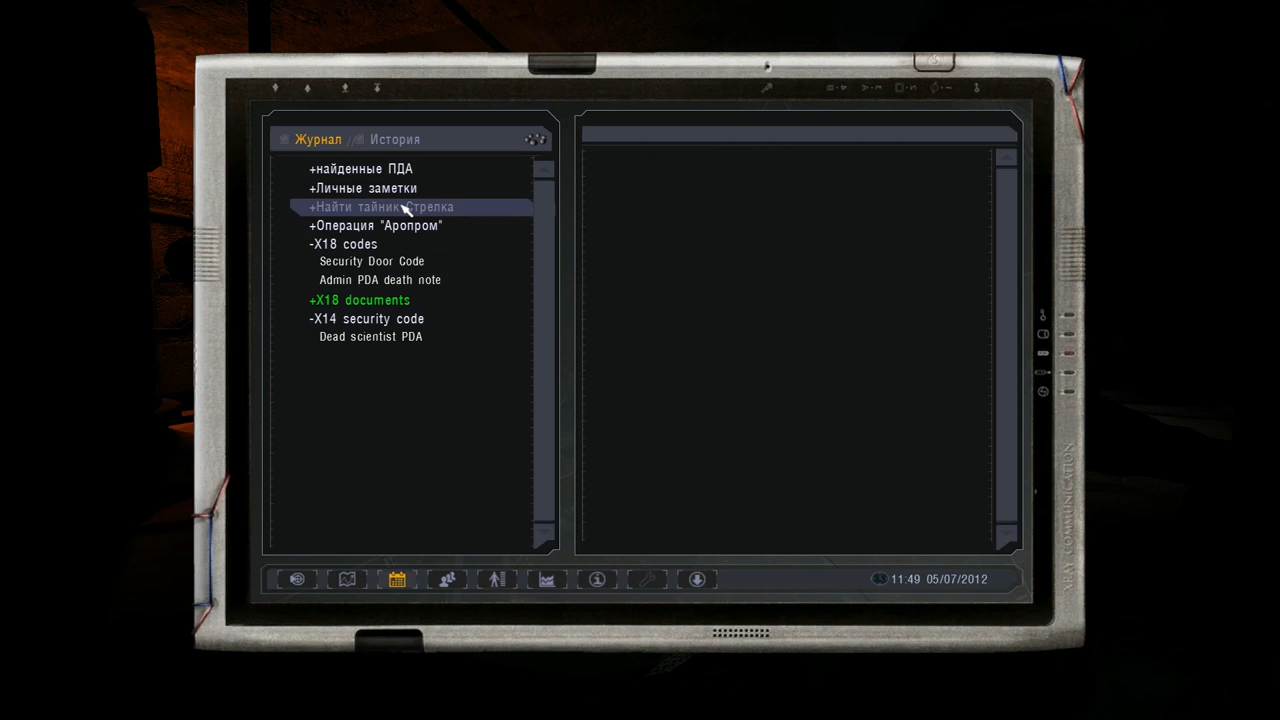 Журнал // История
+найденные ПДА
+Личные заметки
+Найти тайник Стрелка
+Операция "Аропром"
-X18 codes
Security Door Code
Admin PDA death note
+X18 documents
-X14 security code
Dead scientist PDA
11:49 05/07/2012
XRAY COMMUNICATION